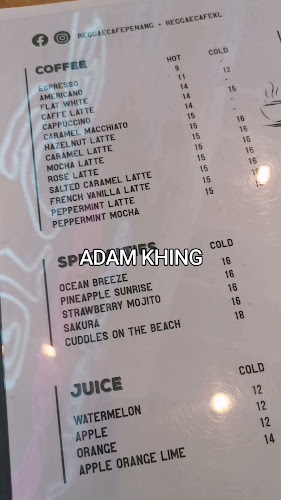 REGGAECAFEPENANG • REGGAECAFEKL
COFFEE HOT COLD
ESPRESSO 9 -
AMERICANO 11 12
FLAT WHITE 14 -
CAFFE LATTE 14 15
CAPPUCCINO 15 -
CARAMEL MACCHIATO 15 16
HAZELNUT LATTE 15 16
CARAMEL LATTE 15 16
MOCHA LATTE 15 16
ROSE LATTE 15 16
SALTED CARAMEL LATTE 15 16
FRENCH VANILLA LATTE
PEPPERMINT LATTE
PEPPERMINT MOCHA
ADAM KHING
COLD
OCEAN BREEZE 16
PINEAPPLE SUNRISE 16
STRAWBERRY MOJITO 16
SAKURA 16
CUDDLES ON THE BEACH 18
JUICE COLD
WATERMELON 12
APPLE 12
ORANGE 12
APPLE ORANGE LIME 14